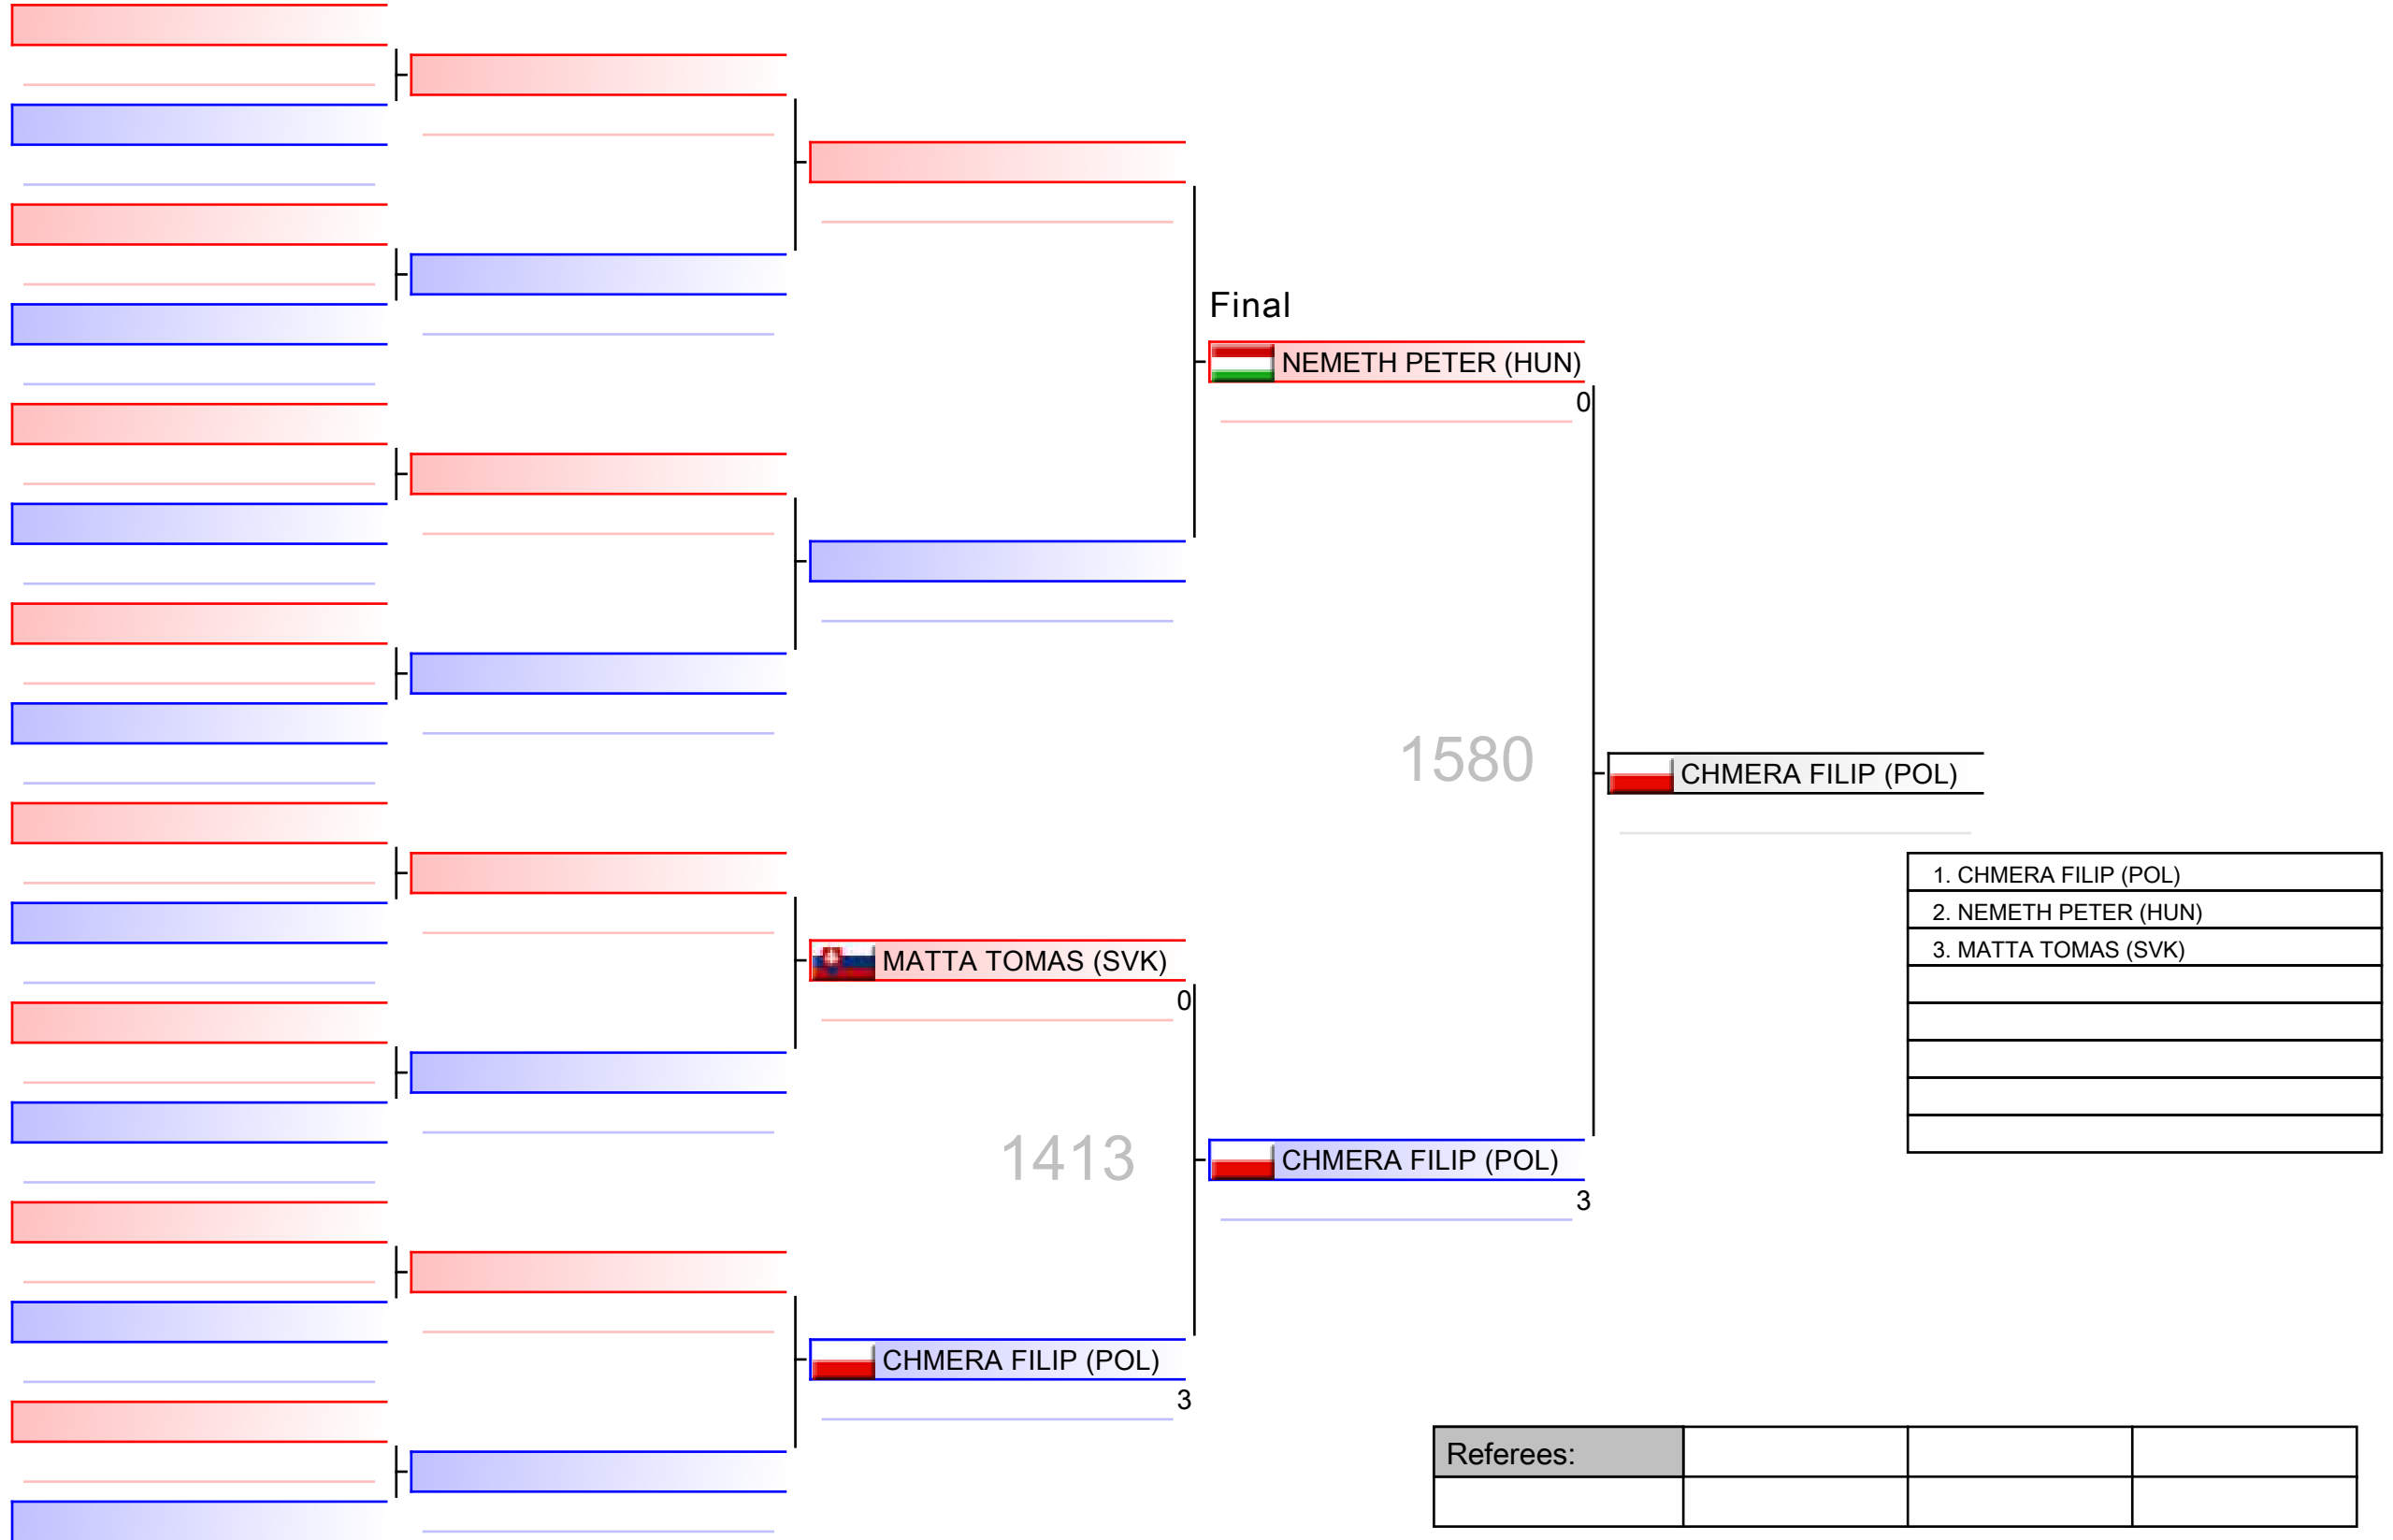 Final
NEMETH PETER (HUN)
0
1580
CHMERA FILIP (POL)
1. CHMERA FILIP (POL)
2. NEMETH PETER (HUN)
3. MATTA TOMAS (SVK)
MATTA TOMAS (SVK)
0
1413
CHMERA FILIP (POL)
3
CHMERA FILIP (POL)
3
Referees: